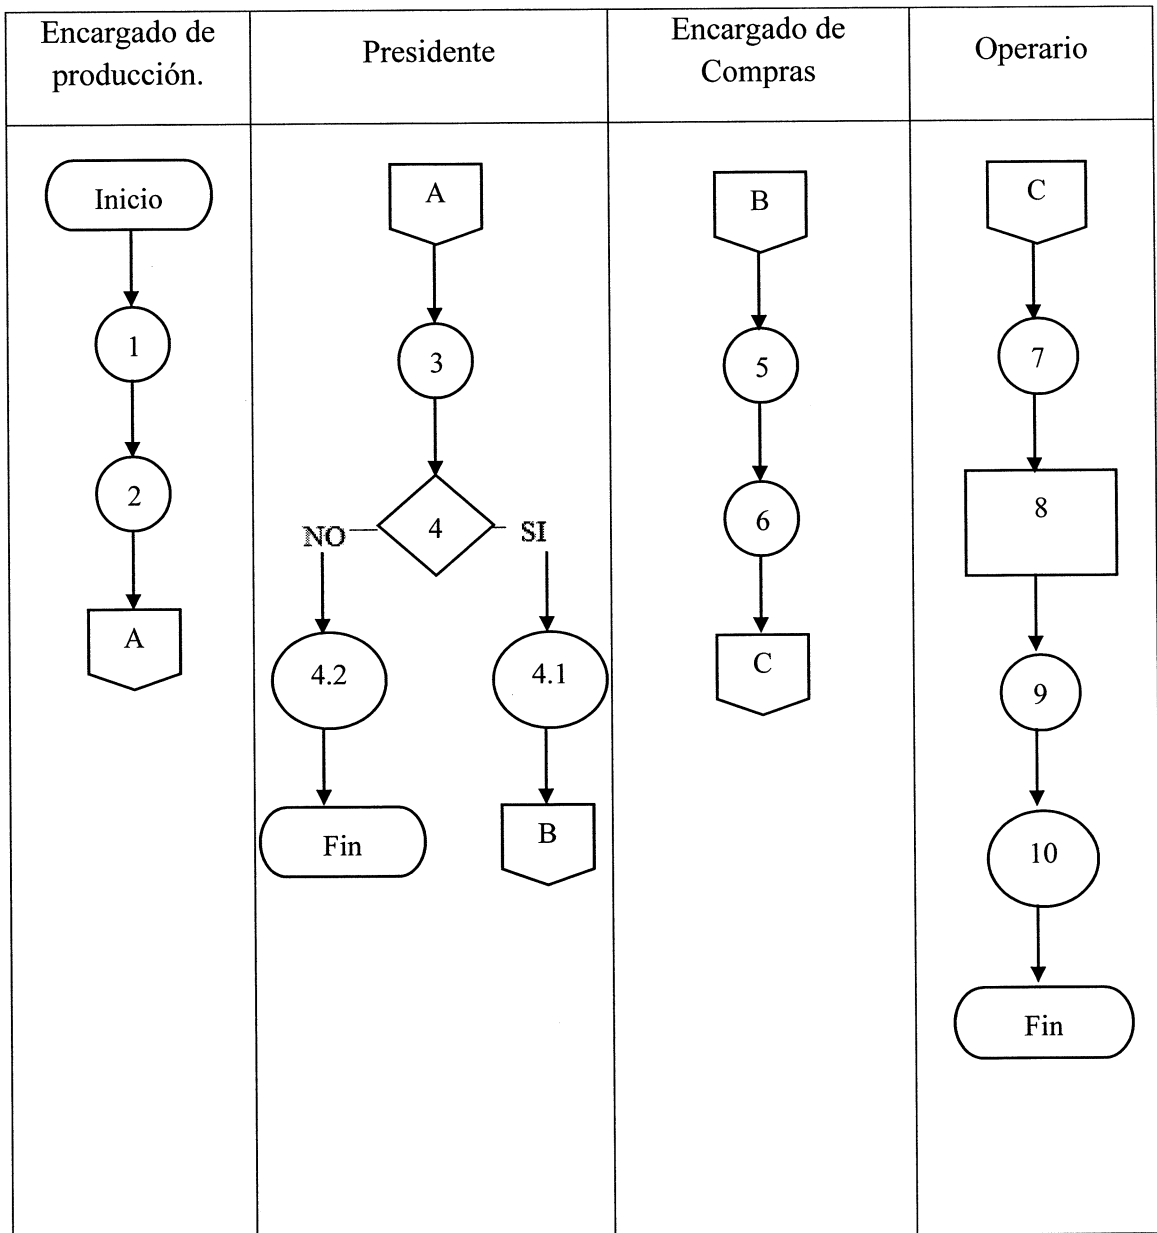 Encargado de
producción.
Presidente
Encargado de
Compras
Operario
Inicio
1
2
A
A
3
4
NO
SI
4.2
4.1
Fin
B
B
5
6
C
C
7
8
9
10
Fin